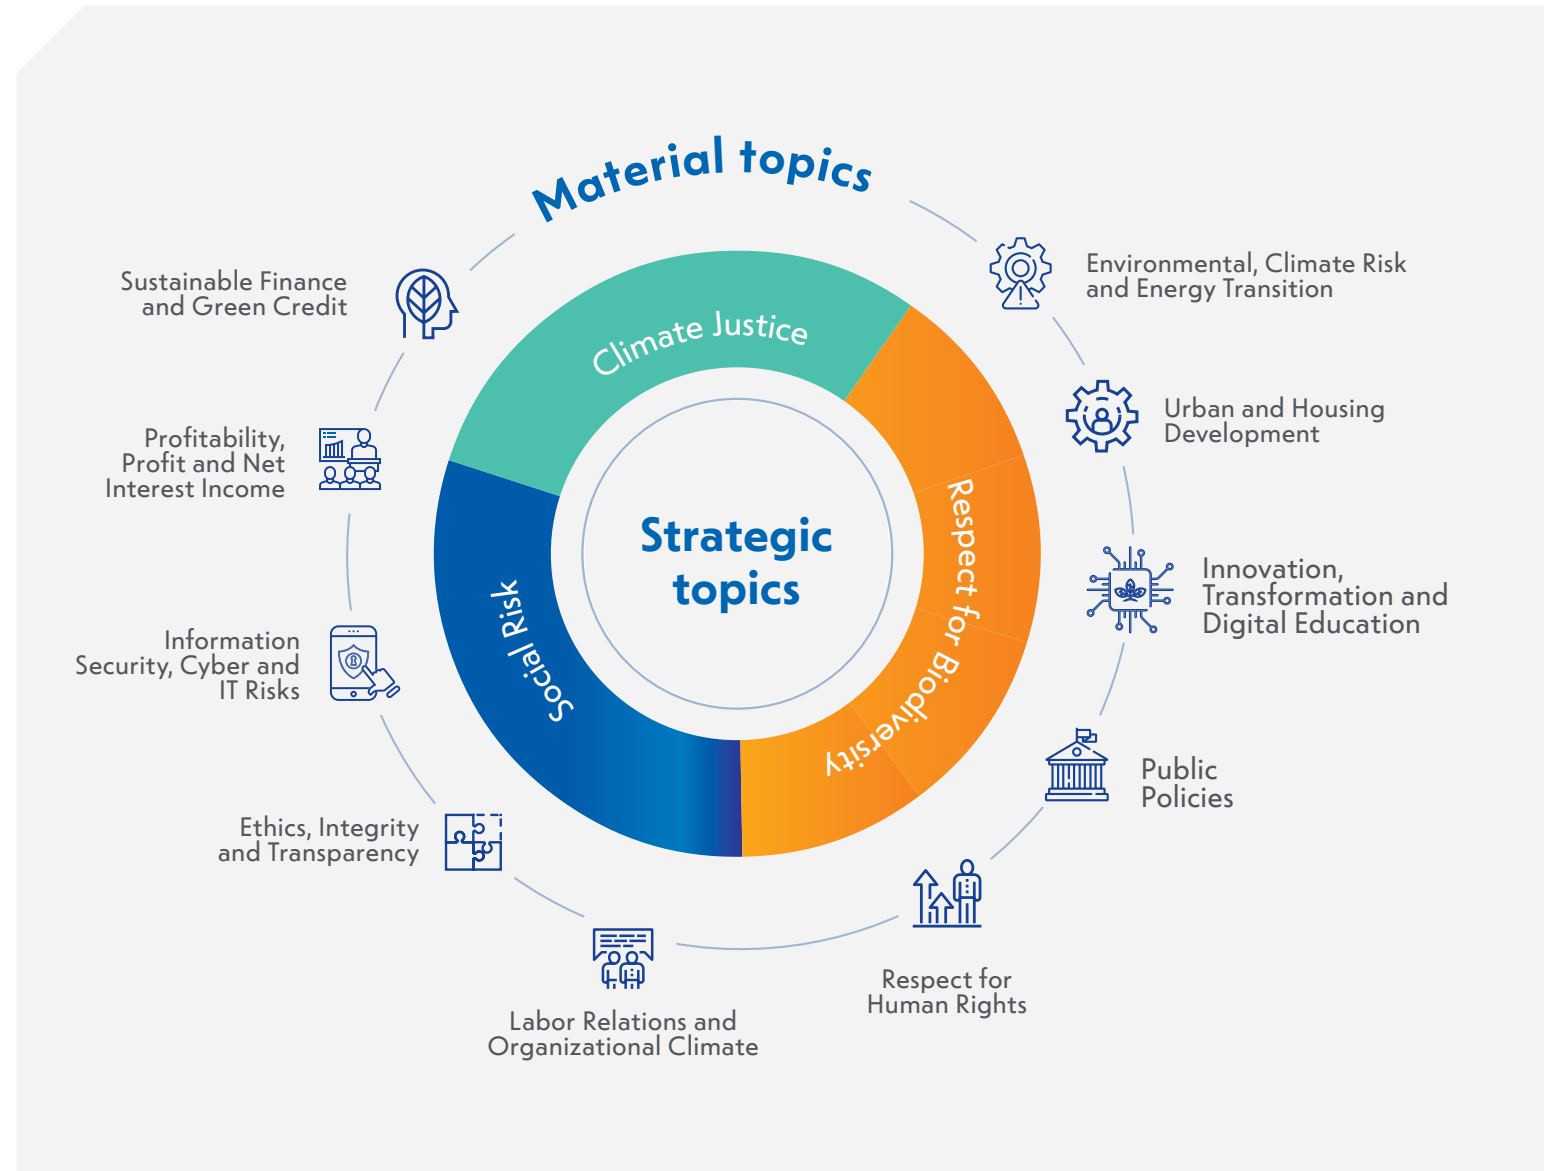 Material topics
Environmental, Climate Risk
and Energy Transition
Urban and Housing
Development
Innovation,
Transformation and
Digital Education
Public
Policies
Respect for
Human Rights
Labor Relations and
Organizational Climate
Ethics, Integrity
and Transparency
Information
Security, Cyber and
IT Risks
Profitability,
Profit and Net
Interest Income
Sustainable Finance
and Green Credit
Climate Justice
Respect for Biodiversity
Social Risk
Strategic
topics